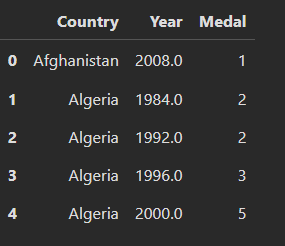 Country Year Medal
0 Afghanistan 2008.0 1
1 Algeria 1984.0 2
2 Algeria 1992.0 2
3 Algeria 1996.0 3
4 Algeria 2000.0 5